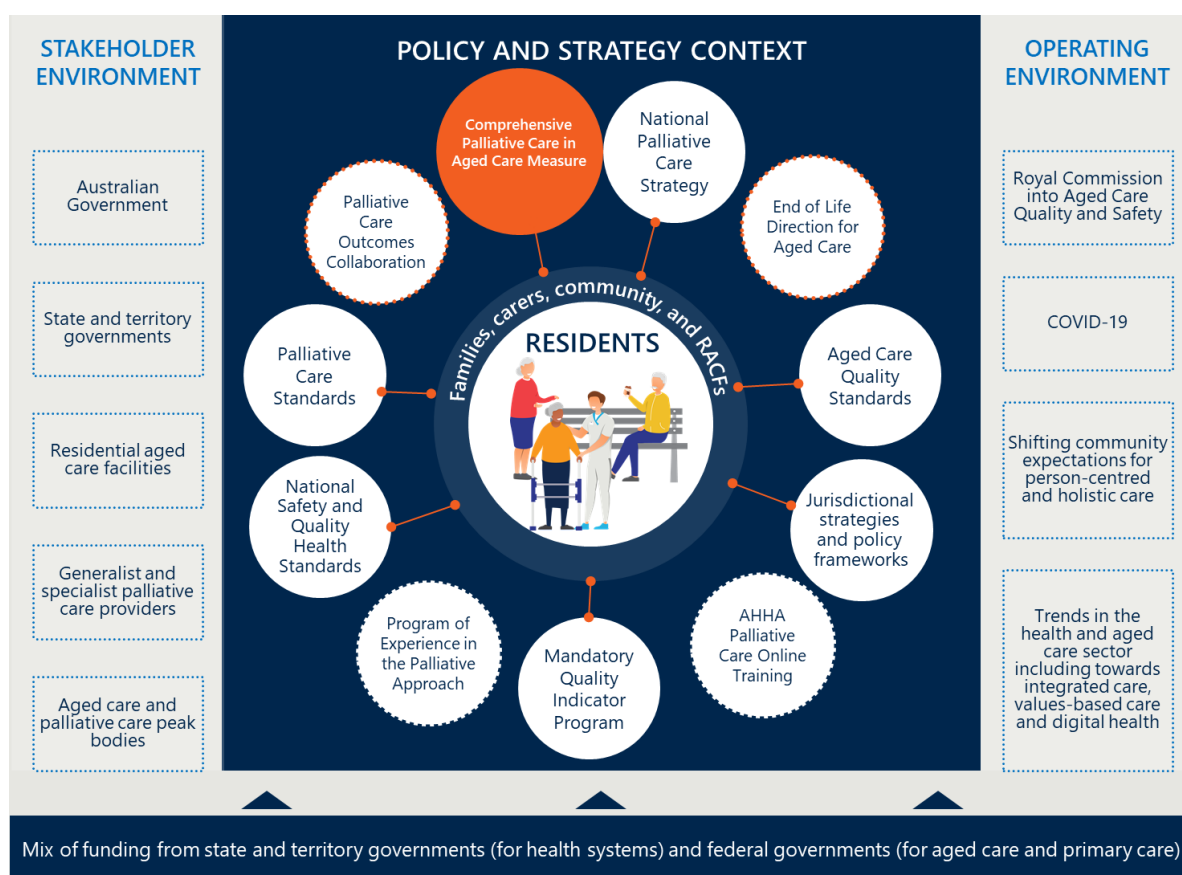 STAKEHOLDER
ENVIRONMENT
Australian
Government
State and territory
governments
Residential aged
care facilities
Generalist and
specialist palliative
care providers
Aged care and
palliative care peak
bodies
POLICY AND STRATEGY CONTEXT
Comprehensive
Palliative Care in
Aged Care Measure
National
Palliative
Care
Strategy
Palliative
Care
Outcomes
Collaboration
End of Life
Direction for
Aged Care
Families, carers, community, and RACFs
RESIDENTS
Palliative
Care
Standards
Aged Care
Quality
Standards
National
Safety and
Quality
Health
Standards
Jurisdictional
strategies
and policy
frameworks
Program of
Experience in
the Palliative
Approach
Mandatory
Quality
Indicator
Program
AHHA
Palliative
Care Online
Training
OPERATING
ENVIRONMENT
Royal Commission
into Aged Care
Quality and Safety
COVID-19
Shifting community
expectations for
person-centred
and holistic care
Trends in the
health and aged
care sector
including towards
integrated care,
values-based care
and digital health
Mix of funding from state and territory governments (for health systems) and federal governments (for aged care and primary care)